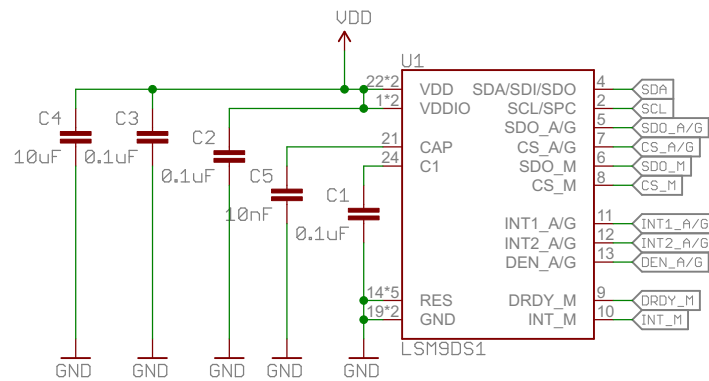 VDD
U1
22*2 VDD SDA/SDI/SDO 4 SDA
1*2 VDDIO SCL/SPC 2 SCL
SDO_A/G 5 SDO_A/G
C4 C3 C2 21 CAP CS_A/G 7 CS_A/G
10uF 0.1uF 0.1uF 24 C1 SDO_M 6 SDO_M
CS_M 8 CS_M
C5 C1
10nF 0.1uF
INT1_A/G 11 INT1_A/G
INT2_A/G 12 INT2_A/G
DEN_A/G 13 DEN_A/G
14*5 RES DRDY_M 9 DRDY_M
19*2 GND INT_M 10 INT_M
LSM9DS1
GND GND GND GND GND